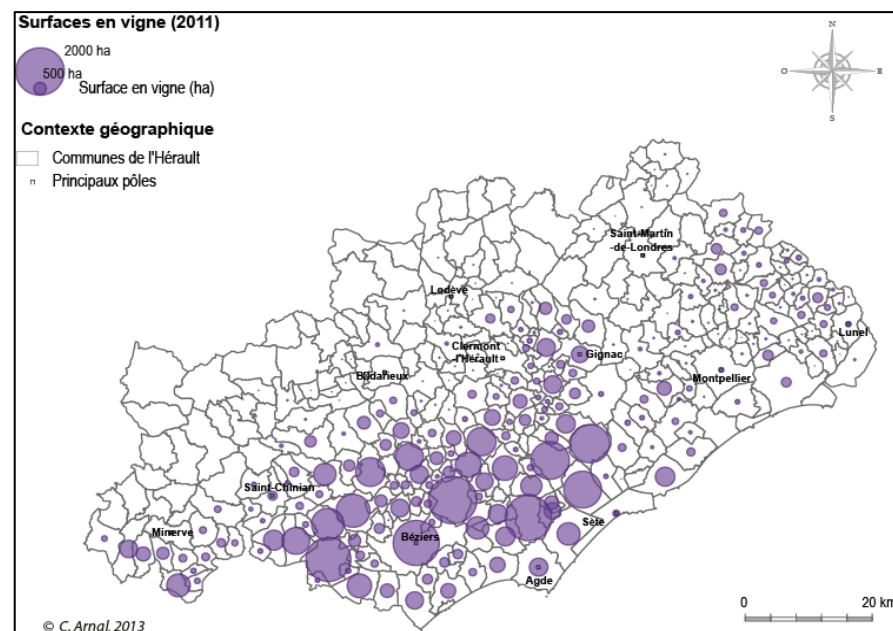 Surfaces en vigne (2011)
2000 ha
500 ha
Surface en vigne (ha)
Contexte géographique
Communes de l'Hérault
Principaux pôles
N
O
E
S
Saint-Martin
-de-Londres
Lodève
Lunel
Clermont
-l'Hérault
Gignac
Bédarieux
Montpellier
Saint-Chinian
Sète
Minerve
Béziers
Agde
0
20 km
© C. Arnal, 2013